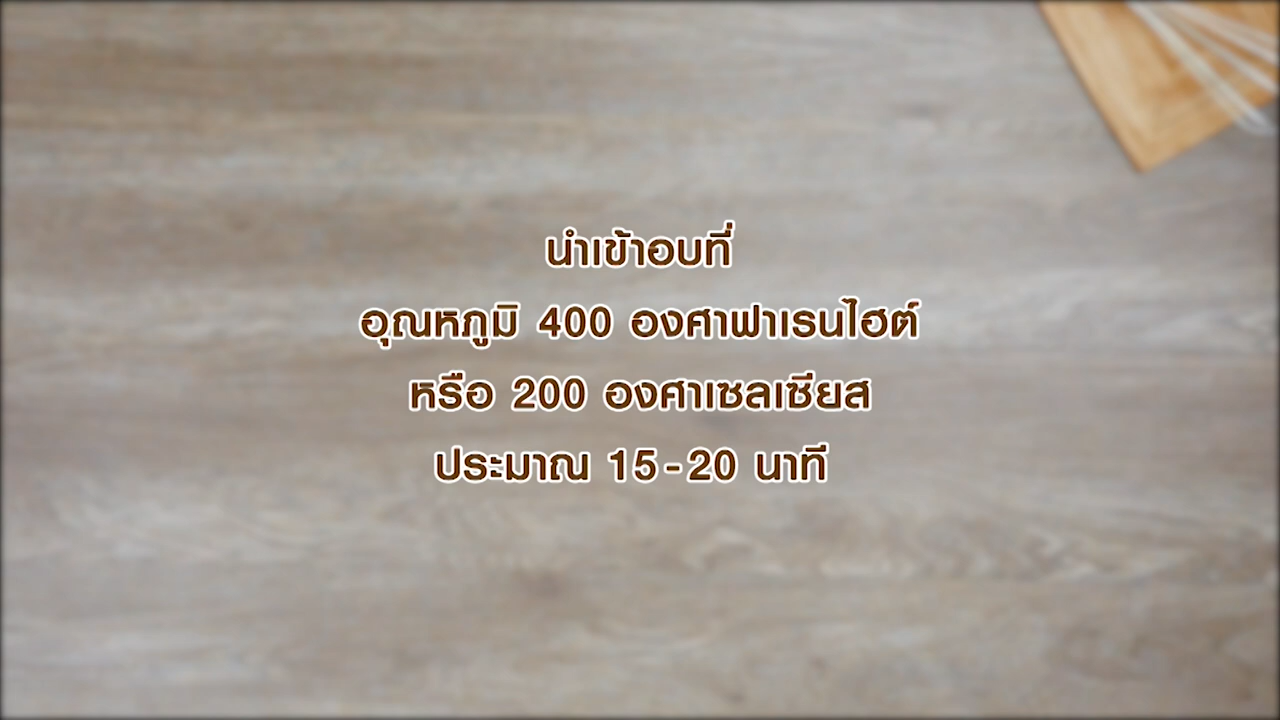 นำเข้าอบที่
อุณหภูมิ 400 องศาฟาเรนไฮต์
หรือ 200 องศาเซลเซียส
ประมาณ 15-20 นาที